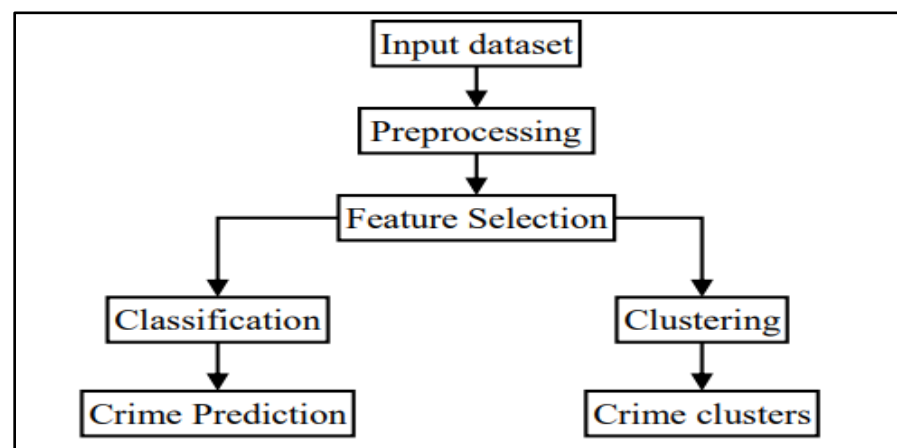 Input dataset
Preprocessing
Feature Selection
Classification
Clustering
Crime Prediction
Crime clusters